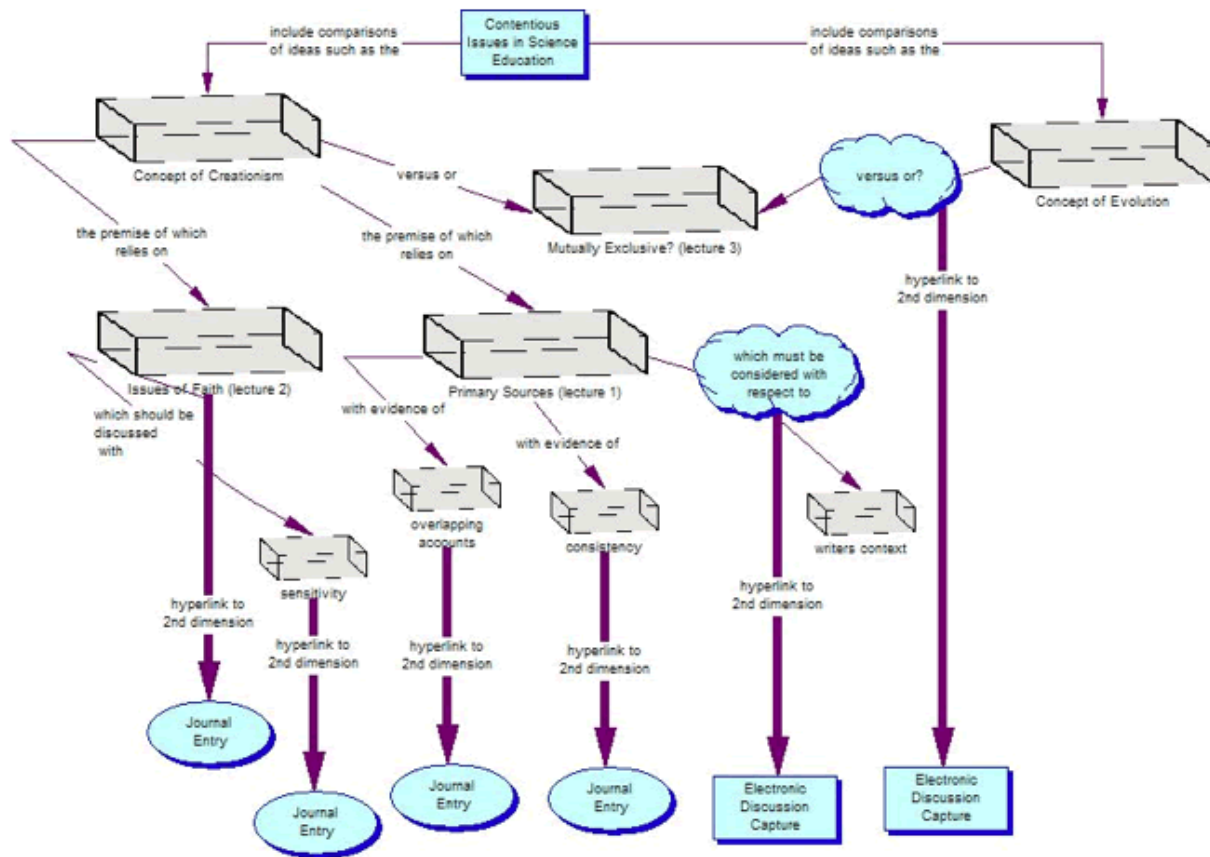 include comparisons
of ideas such as the
Contentious
Issues in Science
Education
include comparisons
of ideas such as the
Concept of Creationism
versus or
versus or?
Concept of Evolution
the premise of which
relies on
the premise of which
relies on
Mutually Exclusive? (lecture 3)
hyperlink to
2nd dimension
Issues of Faith (lecture 2)
Primary Sources (lecture 1)
which must be
considered with
respect to
which should be
discussed
with
with evidence of
with evidence of
overlapping
accounts
consistency
writers context
sensitivity
hyperlink to
2nd dimension
hyperlink to
2nd dimension
hyperlink to
2nd dimension
hyperlink to
2nd dimension
hyperlink to
2nd dimension
Journal
Entry
Journal
Entry
Journal
Entry
Journal
Entry
Electronic
Discussion
Capture
Electronic
Discussion
Capture